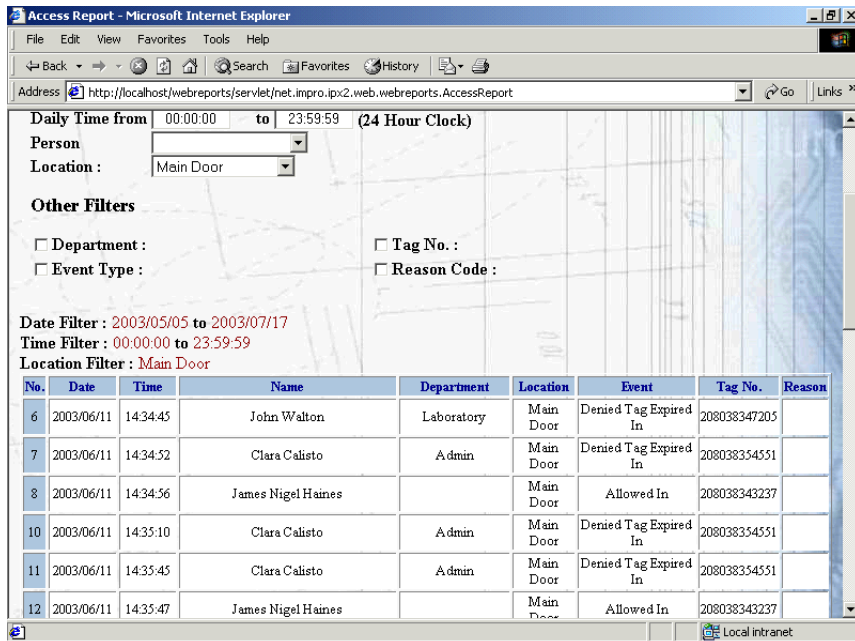 Access Report - Microsoft Internet Explorer
File Edit View Favorites Tools Help
Back Search Favorites History
Address http://localhost/webreports/servlet/net.impro.ipx2.web.webreports.AccessReport Go Links »
Daily Time from 00:00:00 to 23:59:59 (24 Hour Clock)
Person
Location : Main Door
Other Filters
Department : Tag No. :
Event Type : Reason Code :
Date Filter : 2003/05/05 to 2003/07/17
Time Filter : 00:00:00 to 23:59:59
Location Filter : Main Door
No. Date Time Name Department Location Event Tag No. Reason
6 2003/06/11 14:34:45 John Walton Laboratory Main Door Denied Tag Expired In 208038347205
7 2003/06/11 14:34:52 Clara Calisto Admin Main Door Denied Tag Expired In 208038354551
8 2003/06/11 14:34:56 James Nigel Haines Main Door Allowed In 208038343237
10 2003/06/11 14:35:10 Clara Calisto Admin Main Door Denied Tag Expired In 208038354551
11 2003/06/11 14:35:45 Clara Calisto Admin Main Door Denied Tag Expired In 208038354551
12 2003/06/11 14:35:47 James Nigel Haines Main Door Allowed In 208038343237
Local intranet